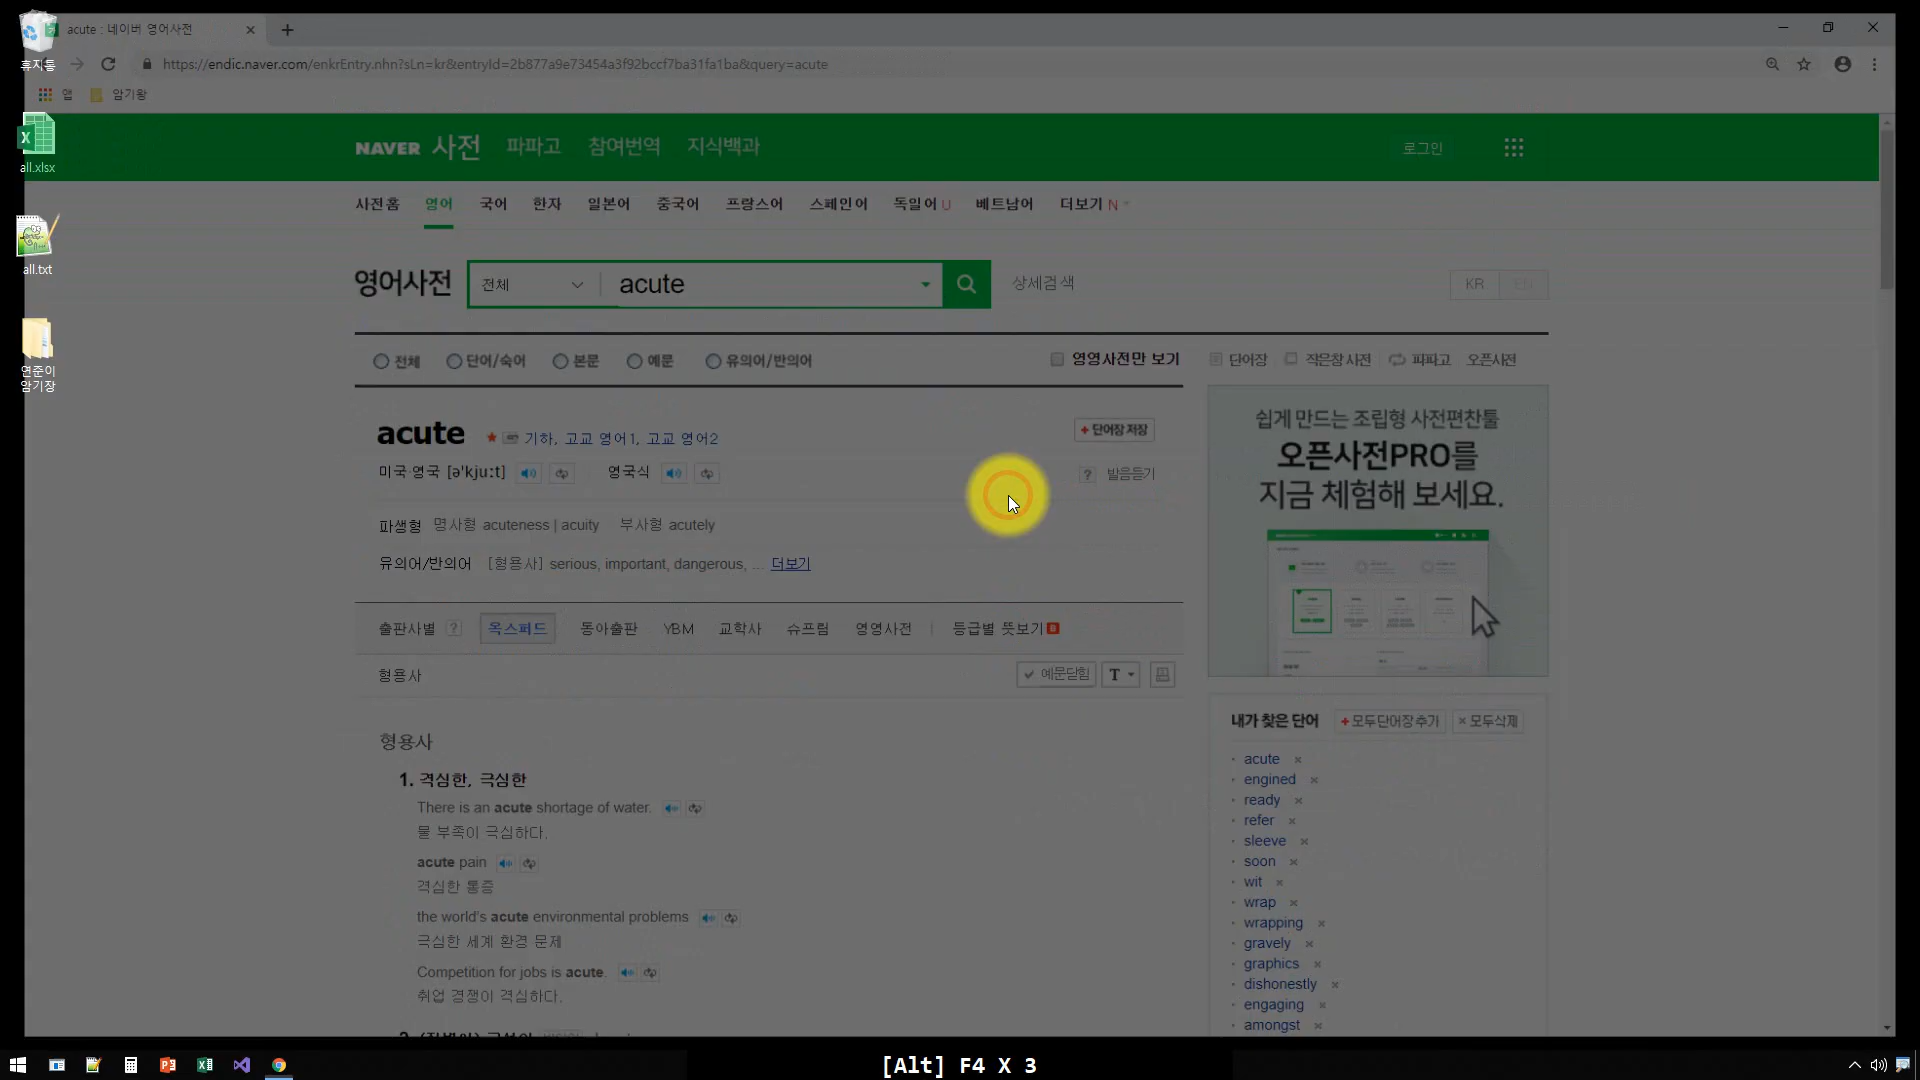 acute : 네이버 영어사전
https://endic.naver.com/enkrEntry.nhn?sLn=kr&entryId=2b877a9e73454a3f92bccf7ba31fa1ba&query=acute
앱 암기왕
휴지통
all.xlsx
all.txt
연준이
암기장
NAVER 사전 파파고 참여번역 지식백과 로그인
사전홈 영어 국어 한자 일본어 중국어 프랑스어 스페인어 독일어 U 베트남어 더보기 N
영어사전 전체 acute 상세검색 KR EN
전체 단어/숙어 본문 예문 유의어/반의어 영영사전만 보기 단어장 작은창 사전 파파고 오픈사전
acute ★ 기하, 고교 영어1, 고교 영어2 + 단어장 저장
미국·영국 [ə'kju:t] 영국식 ? 발음듣기
파생형 명사형 acuteness | acuity 부사형 acutely
유의어/반의어 [형용사] serious, important, dangerous, ... 더보기
출판사별 ? 옥스퍼드 동아출판 YBM 교학사 슈프림 영영사전 | 등급별 뜻보기
형용사 예문닫힘 T
형용사
1. 격심한, 극심한
There is an acute shortage of water.
물 부족이 극심하다.
acute pain
격심한 통증
the world's acute environmental problems
극심한 세계 환경 문제
Competition for jobs is acute.
취업 경쟁이 격심하다.
쉽게 만드는 조립형 사전편찬툴
오픈사전PRO를
지금 체험해 보세요.
내가 찾은 단어 + 모두단어장추가 × 모두삭제
acute ×
engined ×
ready ×
refer ×
sleeve ×
soon ×
wit ×
wrap ×
wrapping ×
gravely ×
graphics ×
dishonestly ×
engaging ×
amongst ×
[Alt] F4 X 3